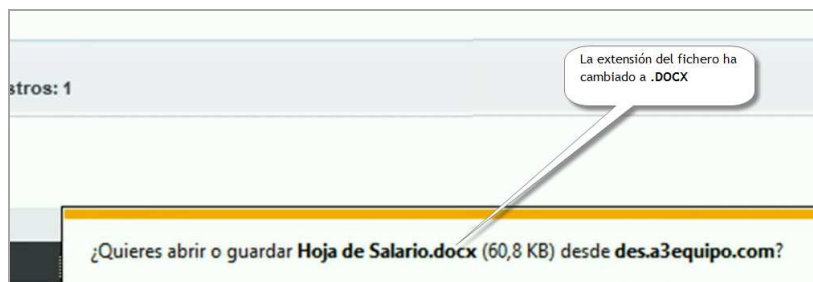 La extensión del fichero ha
cambiado a .DOCX
stros: 1
¿Quieres abrir o guardar Hoja de Salario.docx (60,8 KB) desde des.a3equipo.com?